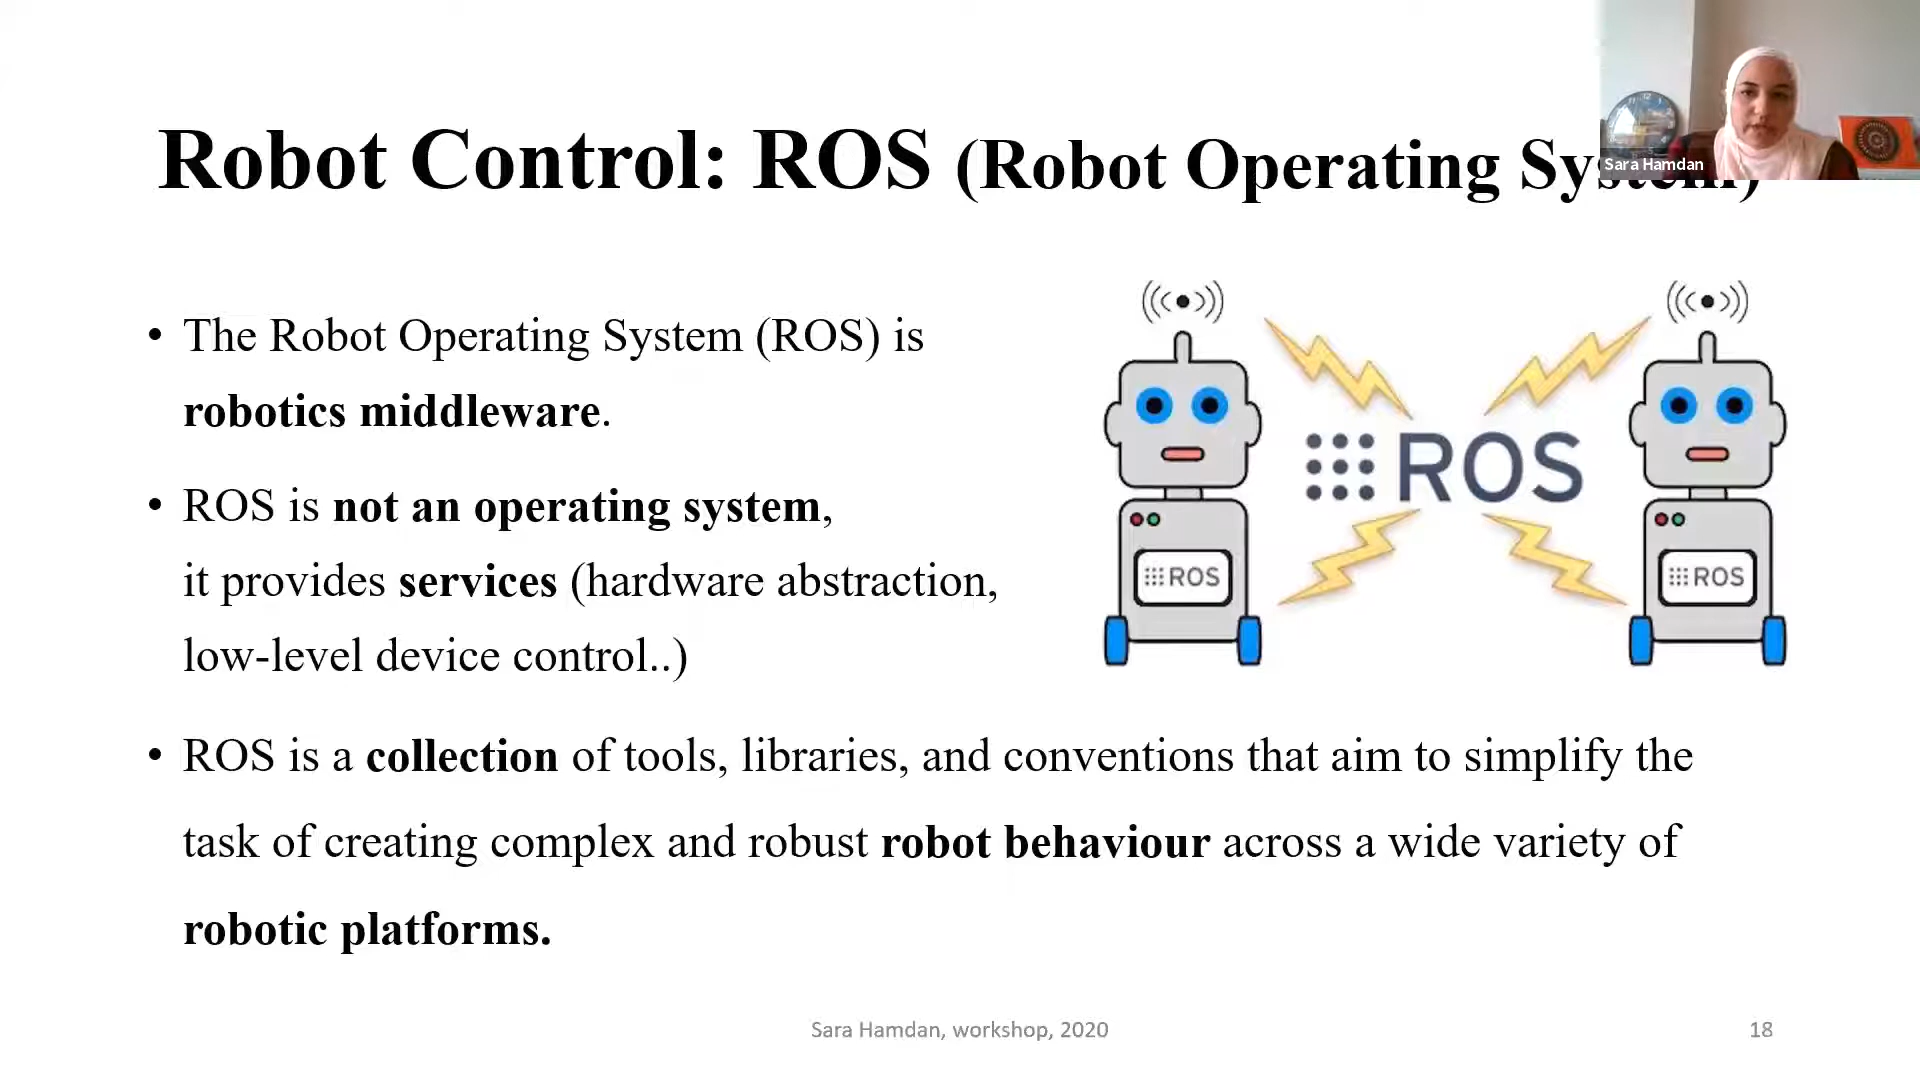 Sara Hamdan
Robot Control: ROS (Robot Operating System)
• The Robot Operating System (ROS) is
robotics middleware.
• ROS is not an operating system,
it provides services (hardware abstraction,
low-level device control..)
ROS
ROS
ROS
• ROS is a collection of tools, libraries, and conventions that aim to simplify the
task of creating complex and robust robot behaviour across a wide variety of
robotic platforms.
Sara Hamdan, workshop, 2020
18